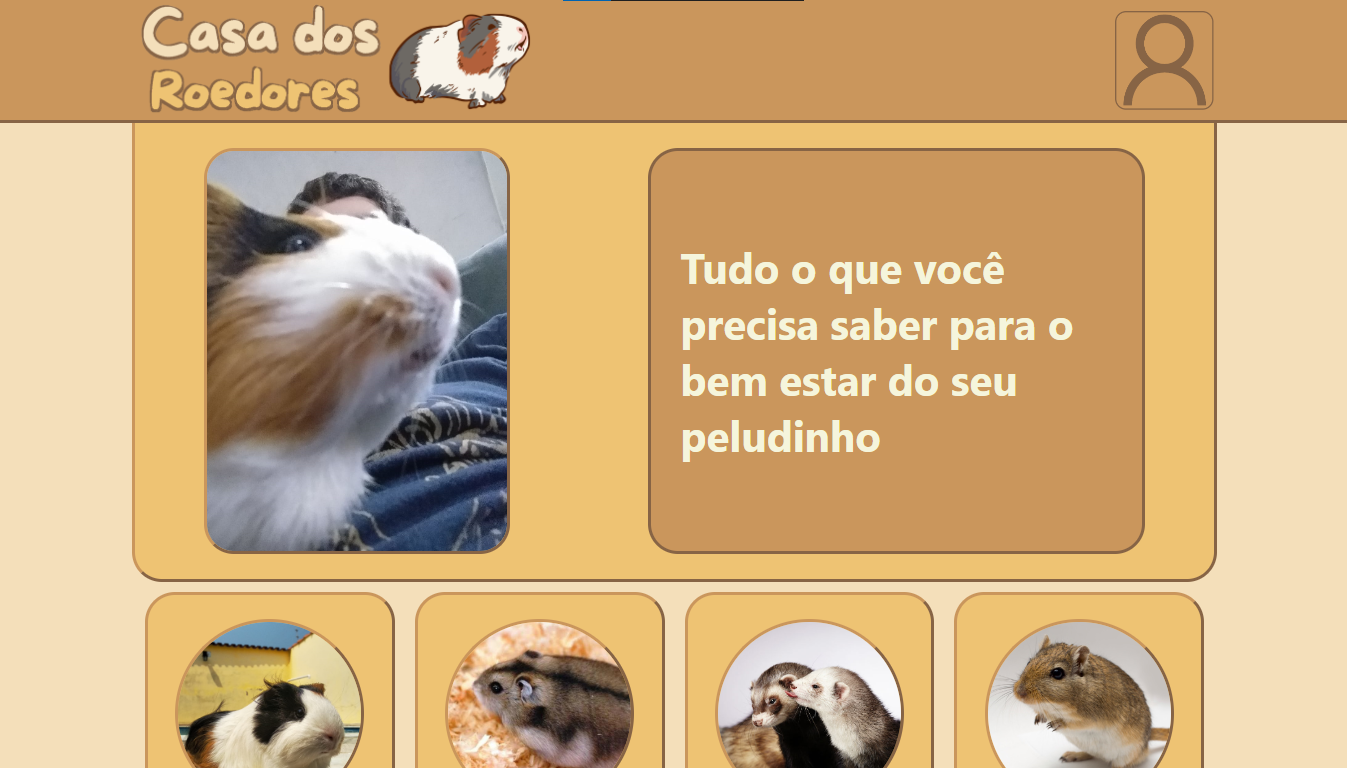 Casa dos
Roedores
Tudo o que você
precisa saber para o
bem estar do seu
peludinho